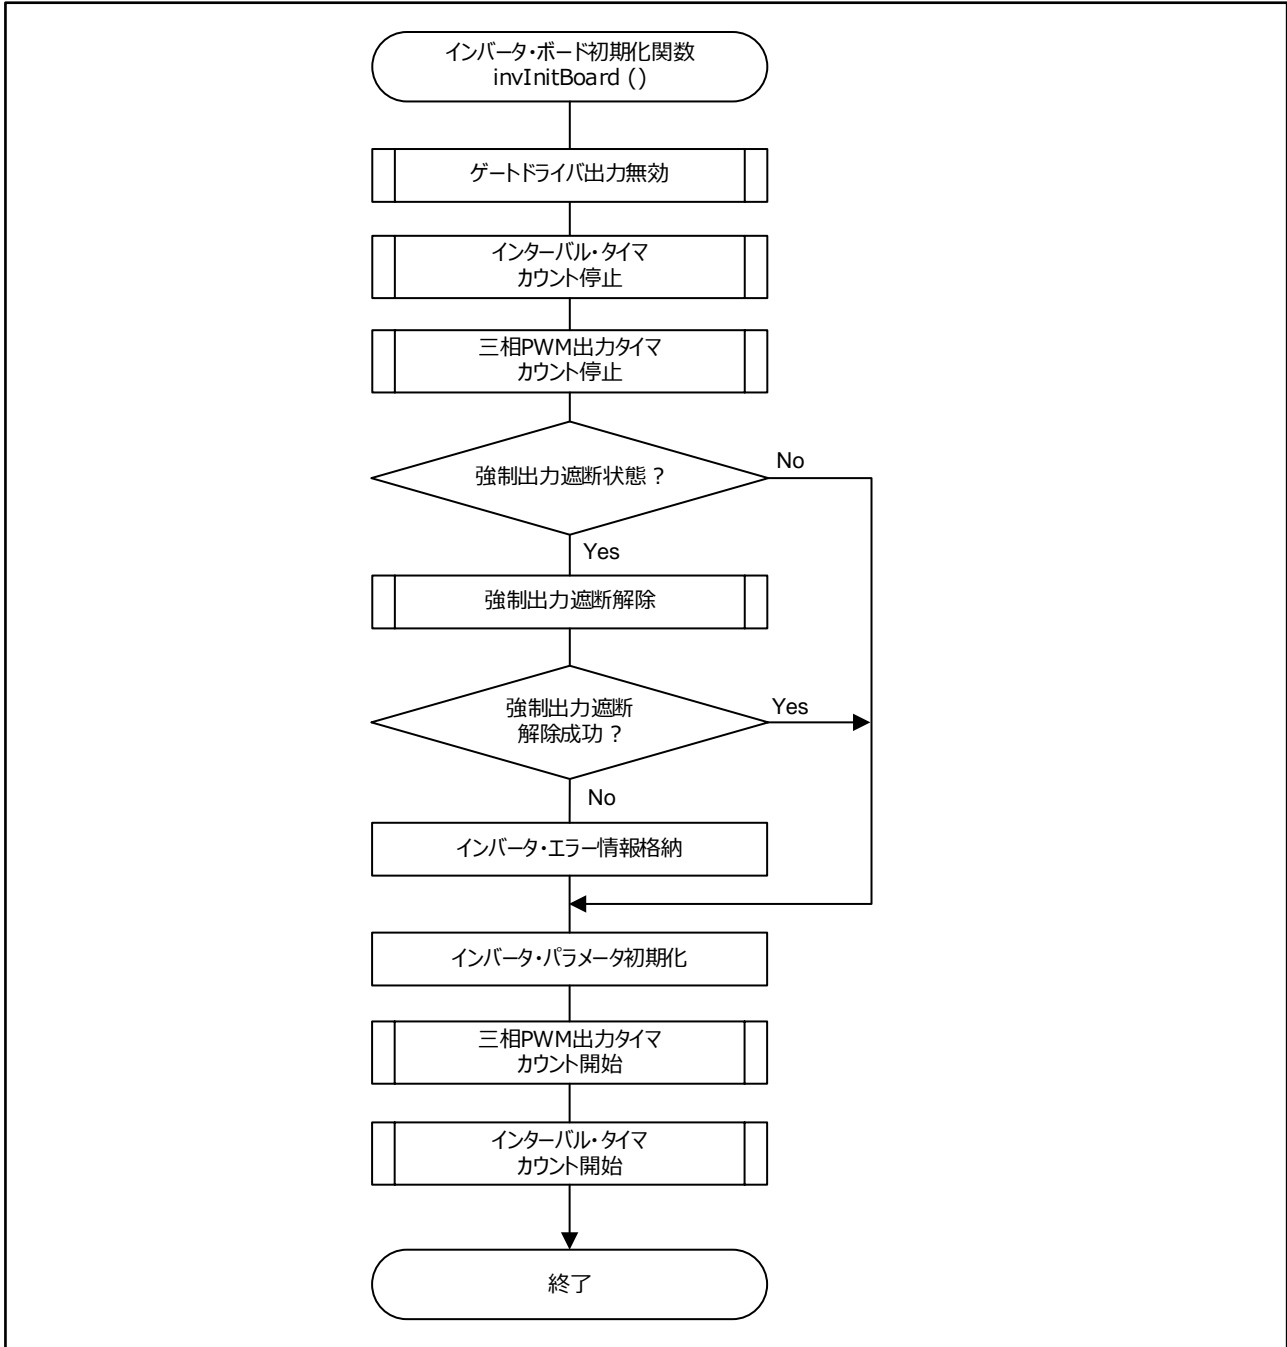 インバータ・ボード初期化関数
invInitBoard ()
ゲートドライバ出力無効
インターバル・タイマ
カウント停止
三相PWM出力タイマ
カウント停止
強制出力遮断状態？
No
Yes
強制出力遮断解除
強制出力遮断
解除成功？
Yes
No
インバータ・エラー情報格納
インバータ・パラメータ初期化
三相PWM出力タイマ
カウント開始
インターバル・タイマ
カウント開始
終了